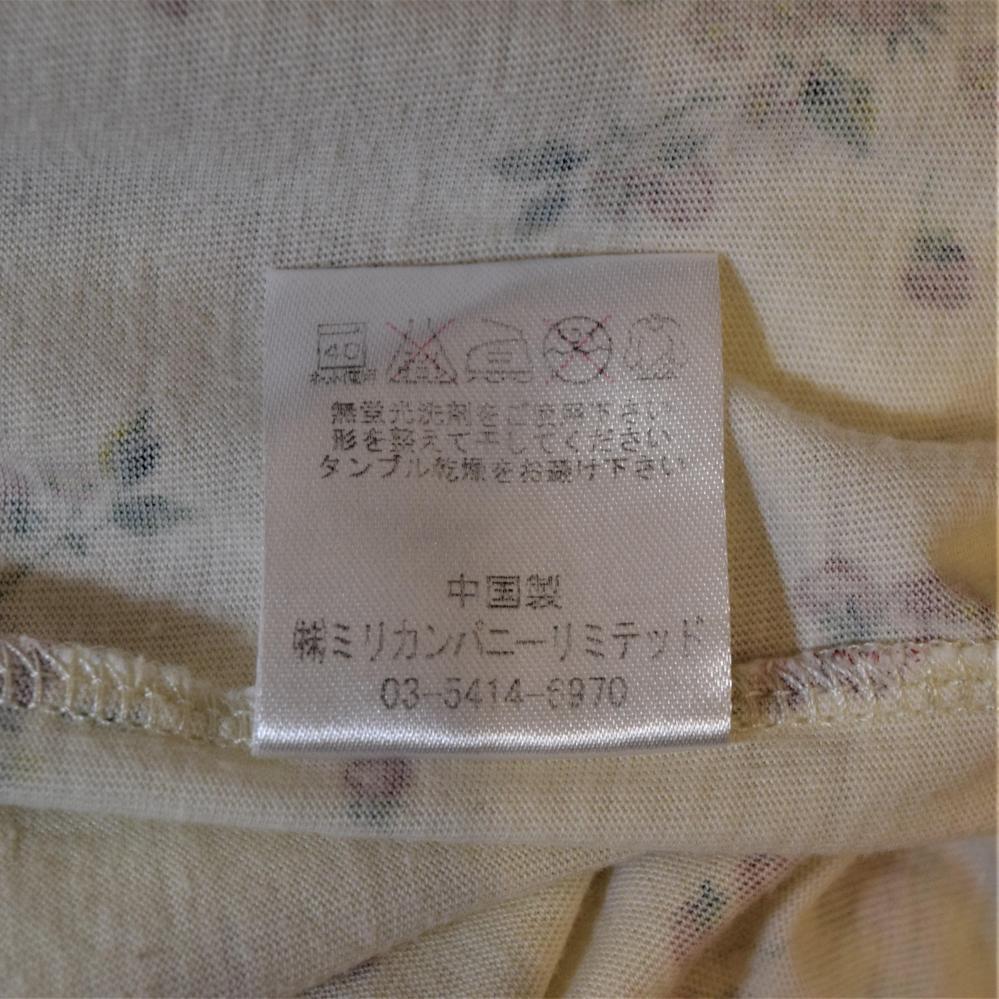 40
無蛍光洗剤をご使用下さい
形を整えて干してください
タンブル乾燥をお避け下さい
中国製
㈱ミリカンパニーリミテッド
03-5414-6970